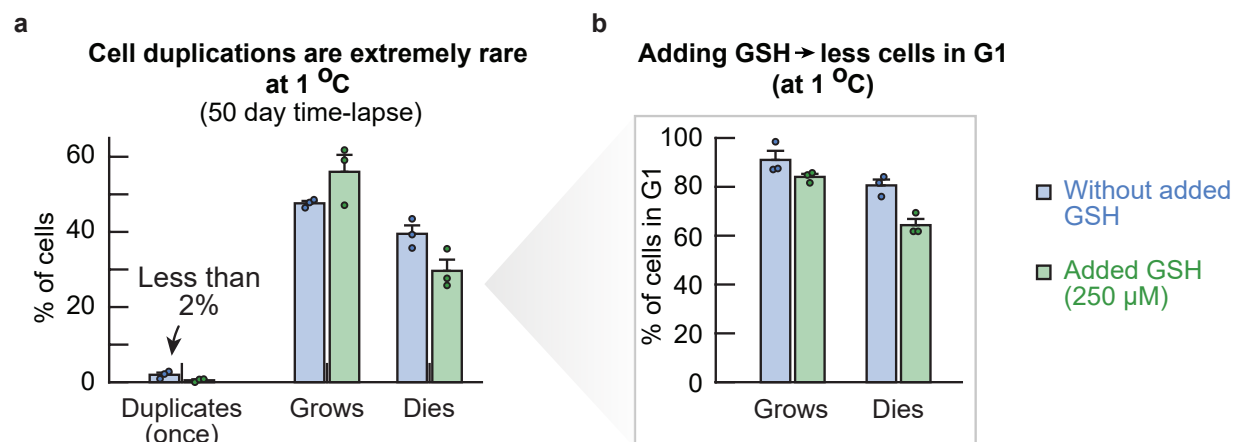 a
Cell duplications are extremely rare
at 1 °C
(50 day time-lapse)
% of cells
60
40
20
0
Less than
2%
Duplicates
(once)
Grows
Dies
b
Adding GSH → less cells in G1
(at 1 °C)
% of cells in G1
100
80
60
40
20
0
Grows
Dies
Without added
GSH
Added GSH
(250 µM)